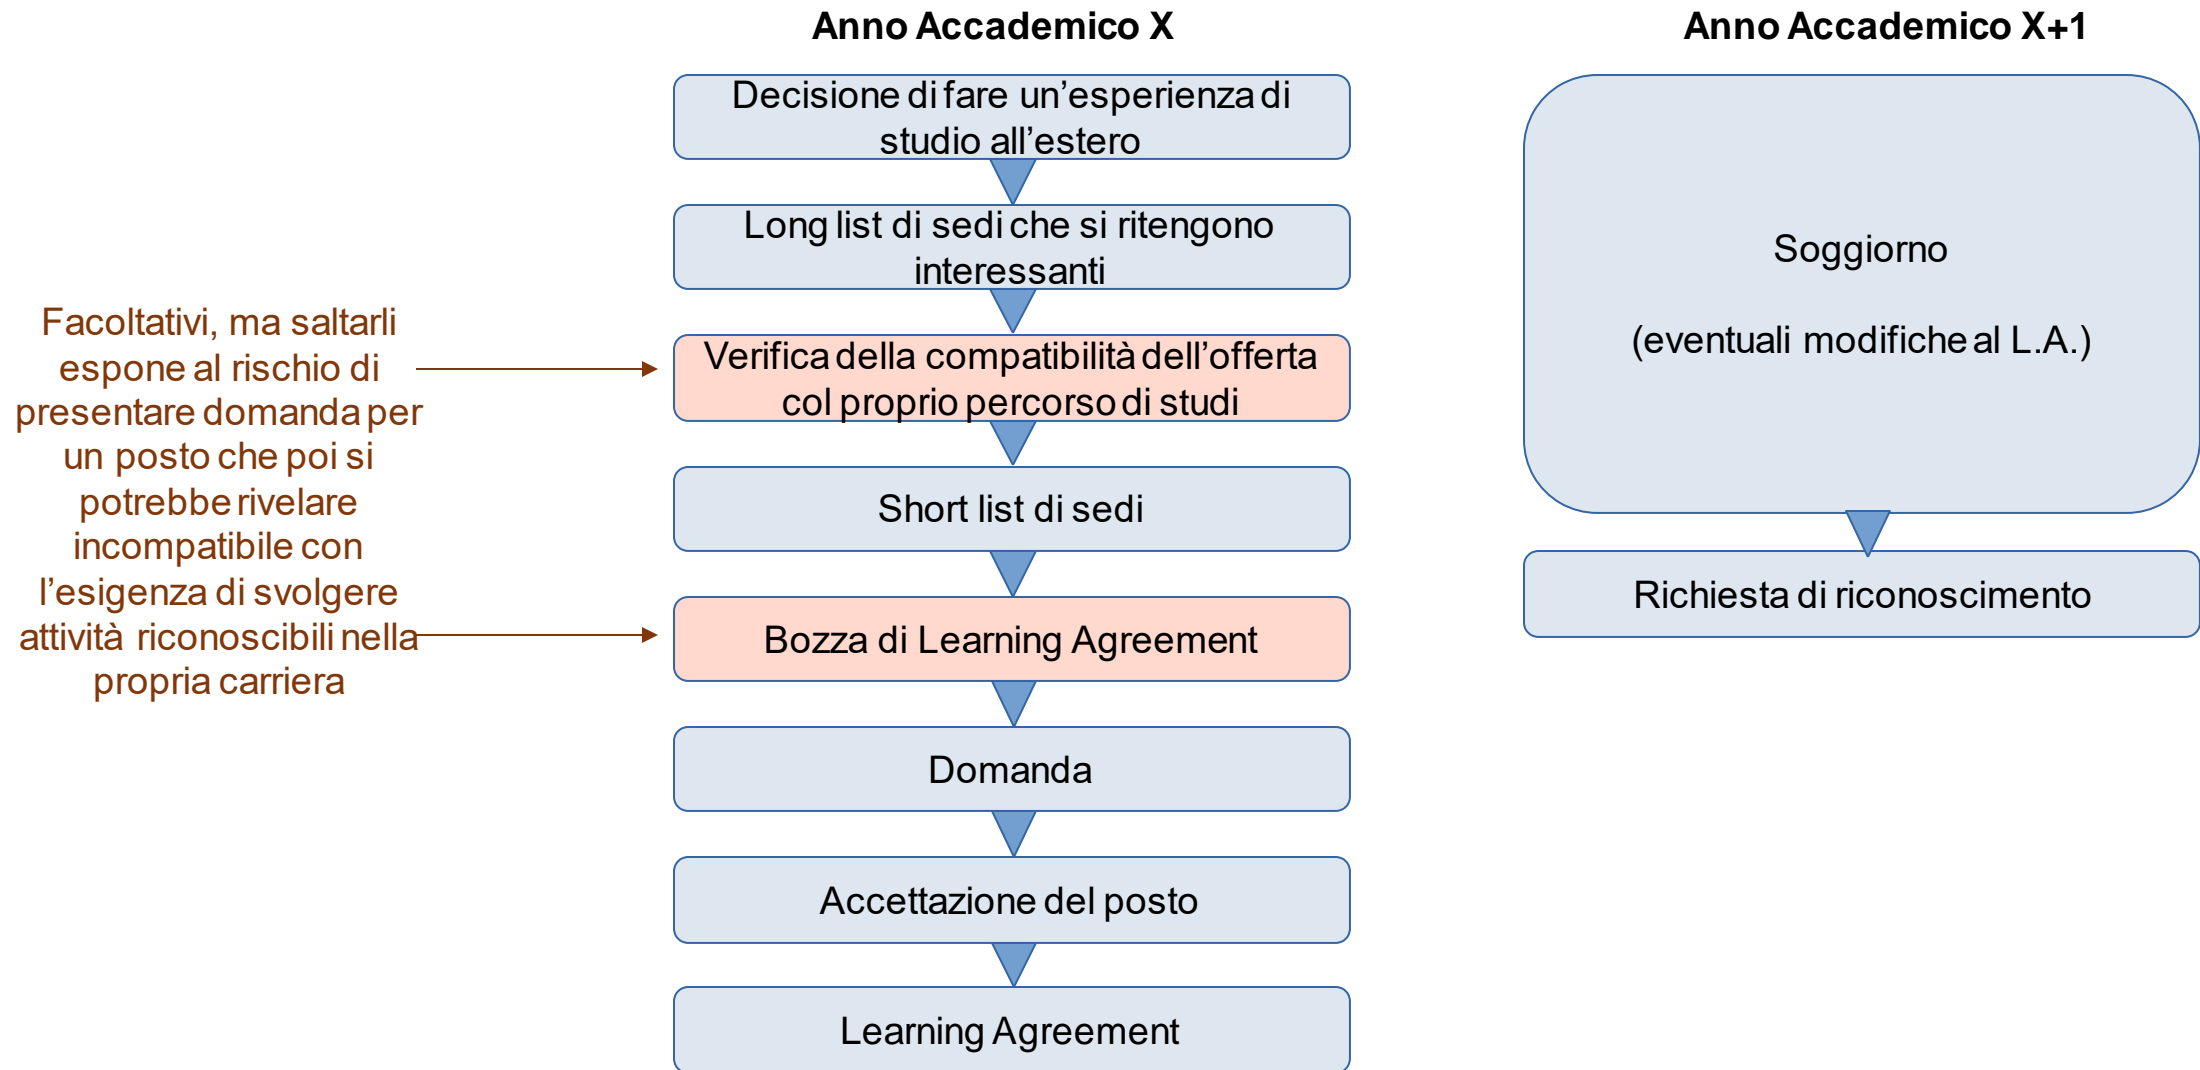 Anno Accademico X
Decisione di fare un’esperienza di
studio all’estero
Long list di sedi che si ritengono
interessanti
Facoltativi, ma saltarli
espone al rischio di
presentare domanda per
un posto che poi si
potrebbe rivelare
incompatibile con
l’esigenza di svolgere
attività riconoscibili nella
propria carriera
Verifica della compatibilità dell’offerta
col proprio percorso di studi
Short list di sedi
Bozza di Learning Agreement
Domanda
Accettazione del posto
Learning Agreement
Anno Accademico X+1
Soggiorno
(eventuali modifiche al L.A.)
Richiesta di riconoscimento